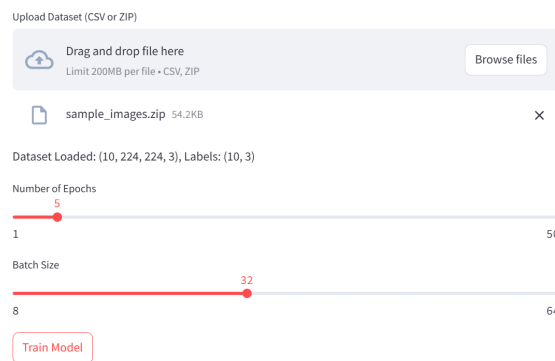 Upload Dataset (CSV or ZIP)
Drag and drop file here
Limit 200MB per file • CSV, ZIP
Browse files
sample_images.zip 54.2KB
Dataset Loaded: (10, 224, 224, 3), Labels: (10, 3)
Number of Epochs
5
1
Batch Size
32
8
64
Train Model